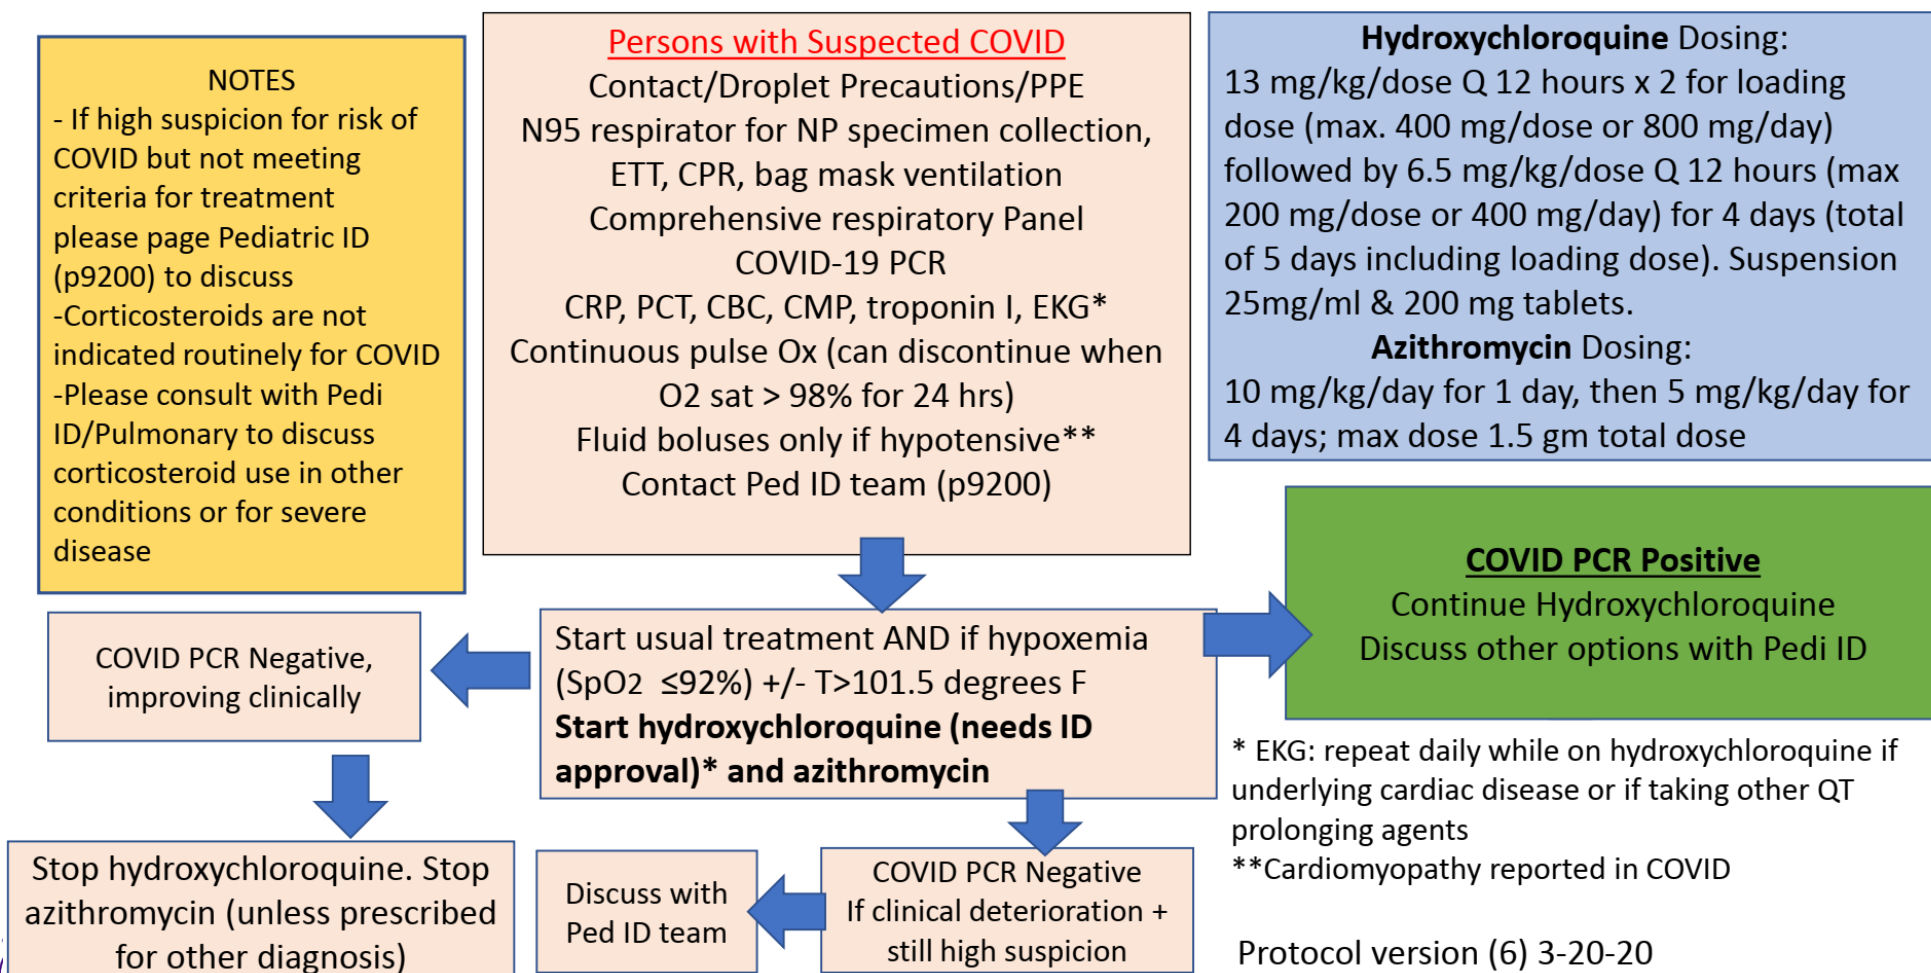 NOTES
- If high suspicion for risk of
COVID but not meeting
criteria for treatment
please page Pediatric ID
(p9200) to discuss
-Corticosteroids are not
indicated routinely for COVID
-Please consult with Pedi
ID/Pulmonary to discuss
corticosteroid use in other
conditions or for severe
disease
Persons with Suspected COVID
Contact/Droplet Precautions/PPE
N95 respirator for NP specimen collection,
ETT, CPR, bag mask ventilation
Comprehensive respiratory Panel
COVID-19 PCR
CRP, PCT, CBC, CMP, troponin I, EKG*
Continuous pulse Ox (can discontinue when
O2 sat > 98% for 24 hrs)
Fluid boluses only if hypotensive**
Contact Ped ID team (p9200)
Hydroxychloroquine Dosing:
13 mg/kg/dose Q 12 hours x 2 for loading
dose (max. 400 mg/dose or 800 mg/day)
followed by 6.5 mg/kg/dose Q 12 hours (max
200 mg/dose or 400 mg/day) for 4 days (total
of 5 days including loading dose). Suspension
25mg/ml & 200 mg tablets.
Azithromycin Dosing:
10 mg/kg/day for 1 day, then 5 mg/kg/day for
4 days; max dose 1.5 gm total dose
COVID PCR Negative,
improving clinically
Start usual treatment AND if hypoxemia
(SpO2 ≤92%) +/- T>101.5 degrees F
Start hydroxychloroquine (needs ID
approval)* and azithromycin
COVID PCR Positive
Continue Hydroxychloroquine
Discuss other options with Pedi ID
Stop hydroxychloroquine. Stop
azithromycin (unless prescribed
for other diagnosis)
Discuss with
Ped ID team
COVID PCR Negative
If clinical deterioration +
still high suspicion
* EKG: repeat daily while on hydroxychloroquine if
underlying cardiac disease or if taking other QT
prolonging agents
**Cardiomyopathy reported in COVID
Protocol version (6) 3-20-20